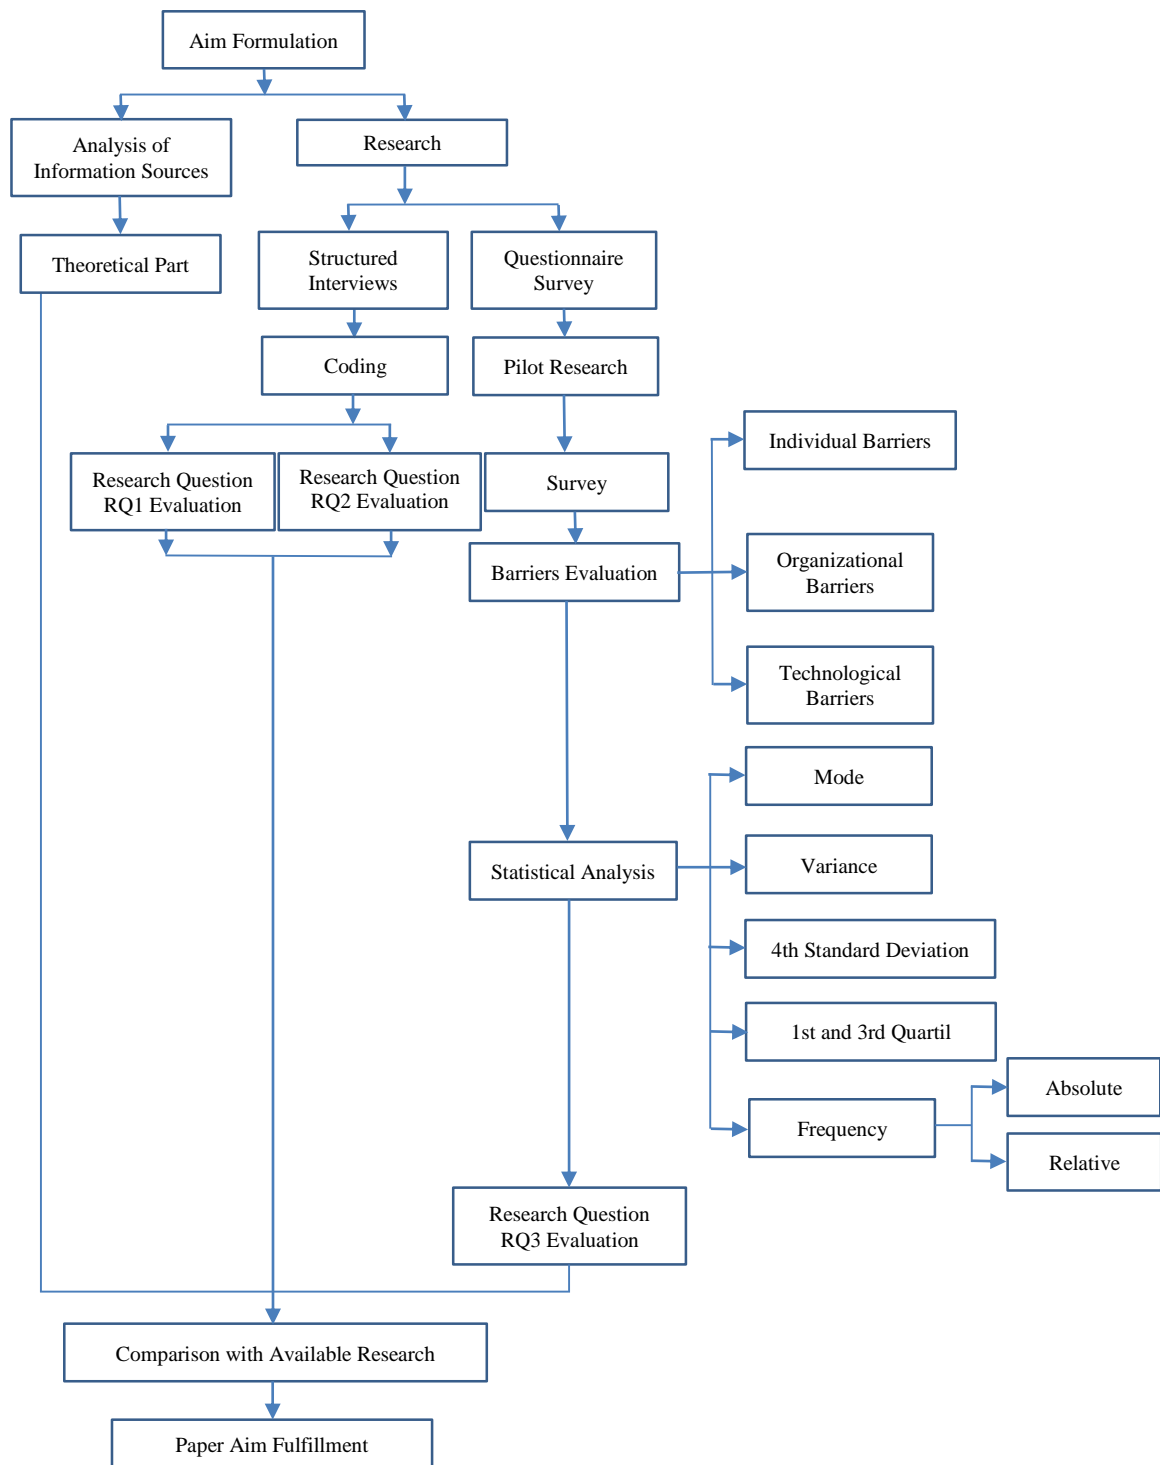 Aim Formulation
Analysis of
Information Sources
Research
Theoretical Part
Structured
Interviews
Questionnaire
Survey
Coding
Pilot Research
Individual Barriers
Research Question
RQ1 Evaluation
Research Question
RQ2 Evaluation
Survey
Barriers Evaluation
Organizational
Barriers
Technological
Barriers
Mode
Statistical Analysis
Variance
4th Standard Deviation
1st and 3rd Quartil
Frequency
Absolute
Relative
Research Question
RQ3 Evaluation
Comparison with Available Research
Paper Aim Fulfillment